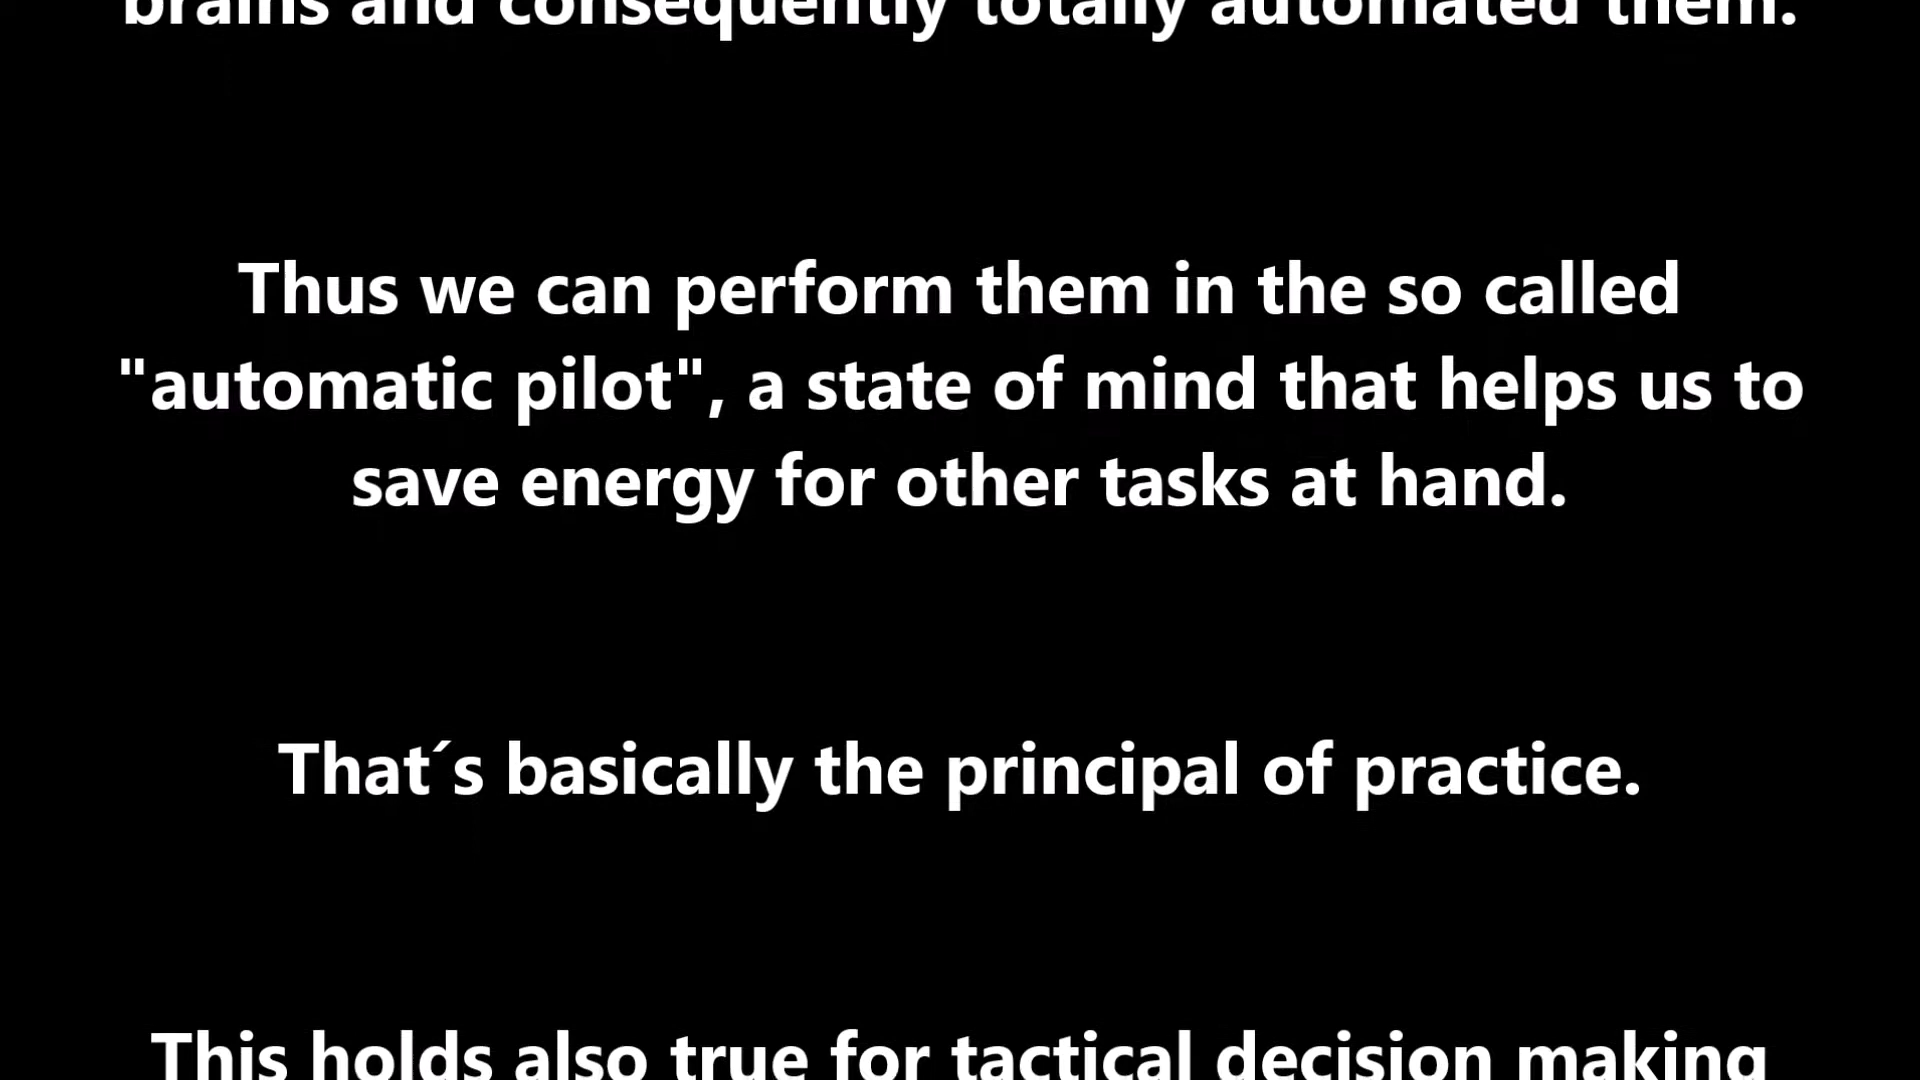 brains and consequently totally automated them.
Thus we can perform them in the so called
"automatic pilot", a state of mind that helps us to
save energy for other tasks at hand.
That´s basically the principal of practice.
This holds also true for tactical decision making